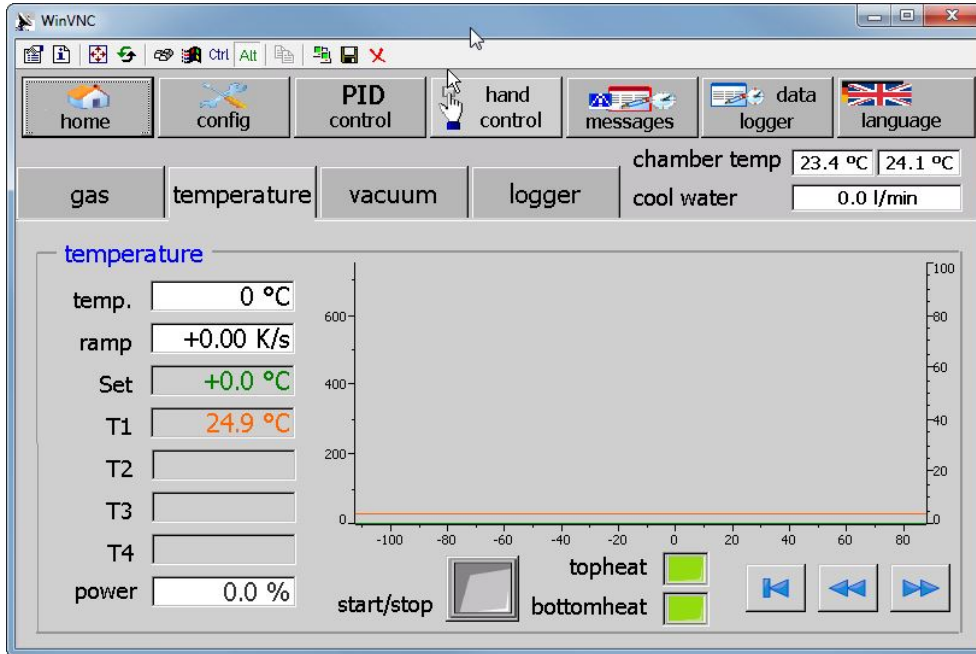 WinVNC
Ctrl Alt
home config PID control hand control messages data logger language
gas temperature vacuum logger
chamber temp 23.4 ºC 24.1 ºC
cool water 0.0 l/min
temperature
temp. 0 °C
ramp +0.00 K/s
Set +0.0 °C
T1 24.9 °C
T2
T3
T4
power 0.0 %
600
400
200
0
100
80
60
40
20
0
-100 -80 -60 -40 -20 0 20 40 60 80
start/stop
topheat
bottomheat